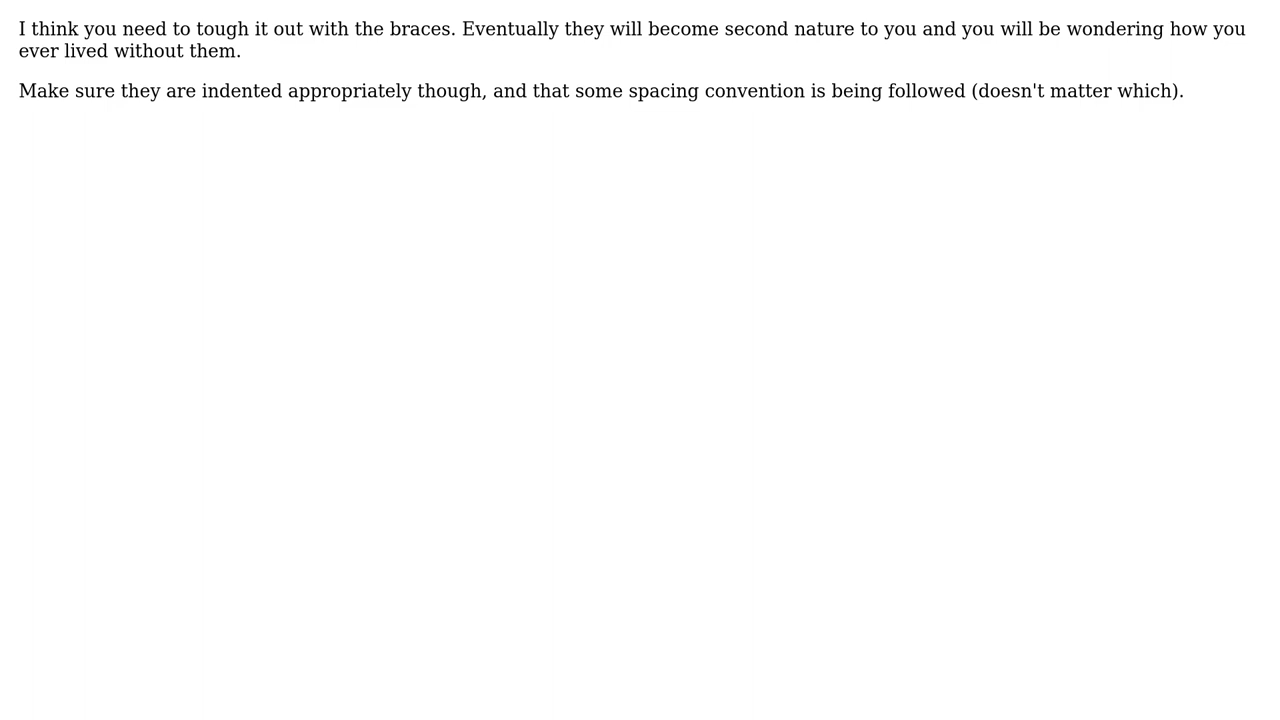 I think you need to tough it out with the braces. Eventually they will become second nature to you and you will be wondering how you
ever lived without them.
Make sure they are indented appropriately though, and that some spacing convention is being followed (doesn't matter which).